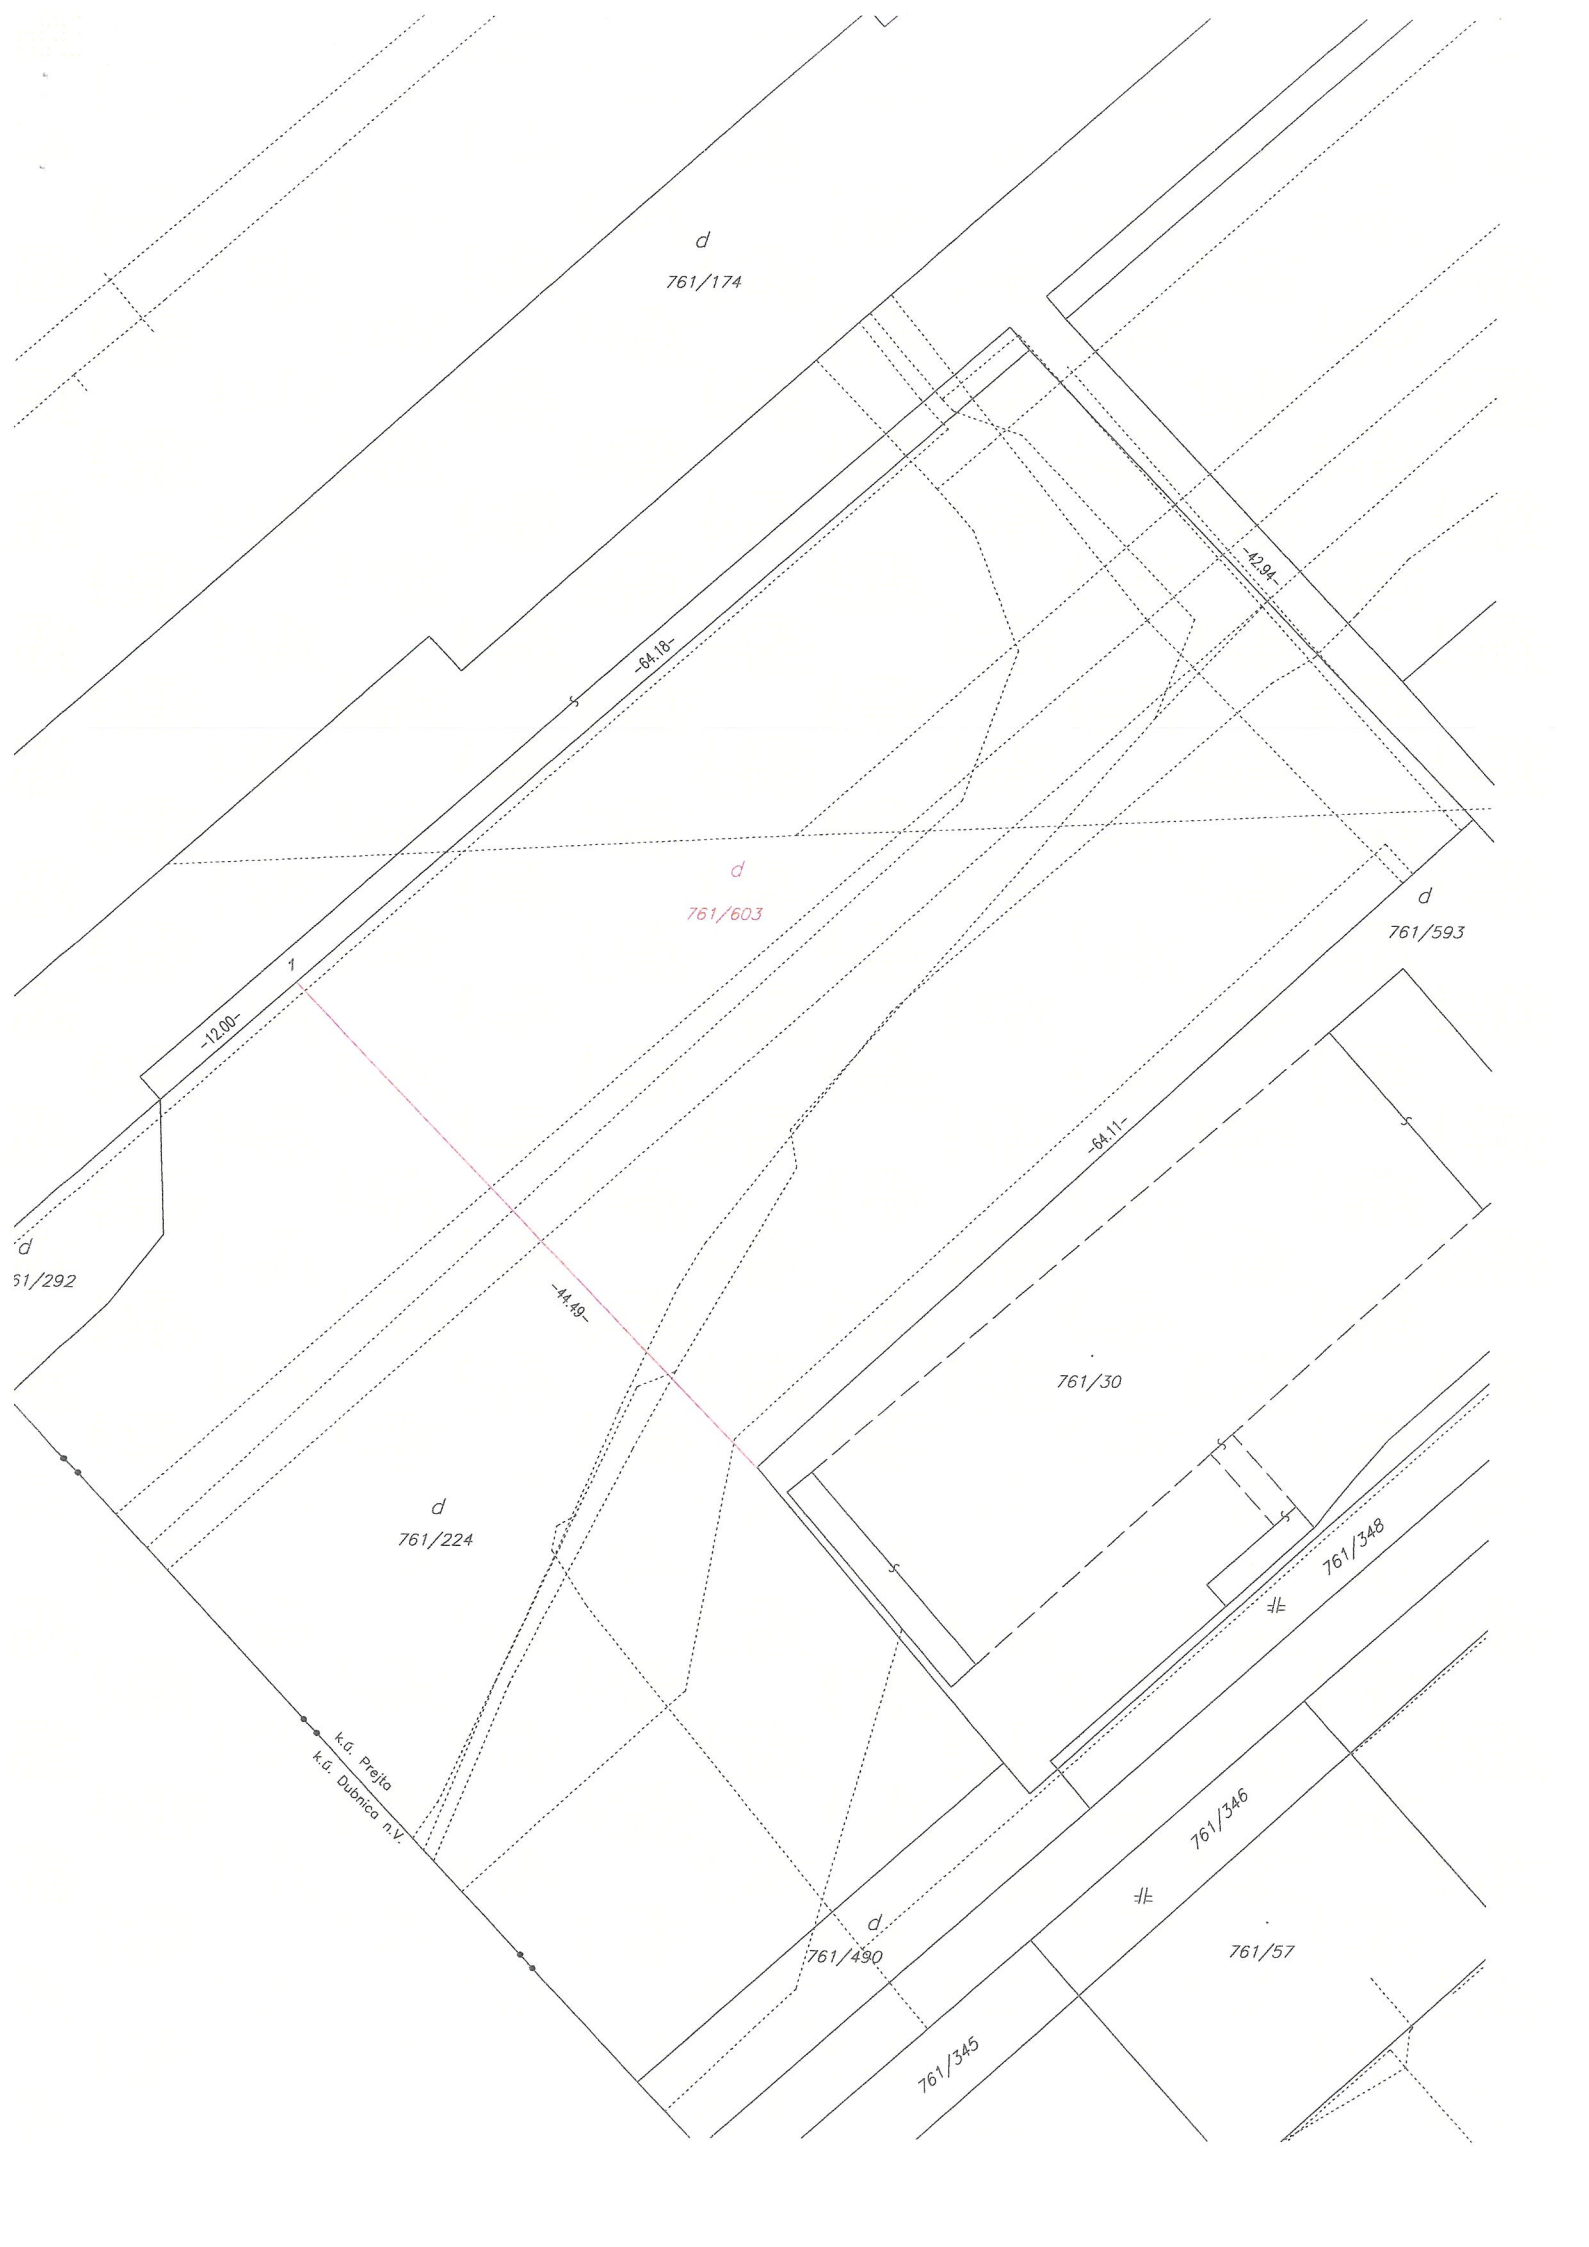 d
761/174
-42.94-
-64.18-
d
761/603
d
761/593
1
-12.00-
-64.11-
d
61/292
-44.49-
761/30
d
761/224
761/348
k.ú. Prejta
k.ú. Dubnica n.V.
761/346
d
761/490
761/57
761/345